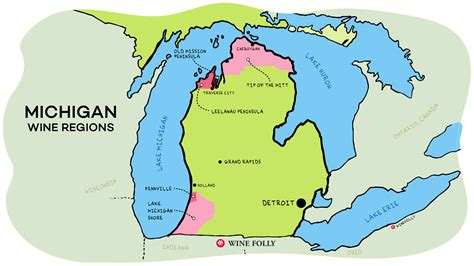 MICHIGAN
WINE REGIONS
OLD MISSION
PENINSULA
CHEBOYGAN
LAKE HURON
TIP OF THE MITT
TRAVERSE CITY
LEELANAU PENINSULA
LAKE MICHIGAN
ONTARIO, CANADA
GRAND RAPIDS
WISCONSIN
FENNVILLE
HOLLAND
LAKE
MICHIGAN
SHORE
DETROIT
LAKE ERIE
WINEFOLLY
INDIANA
WINE FOLLY
OHIO